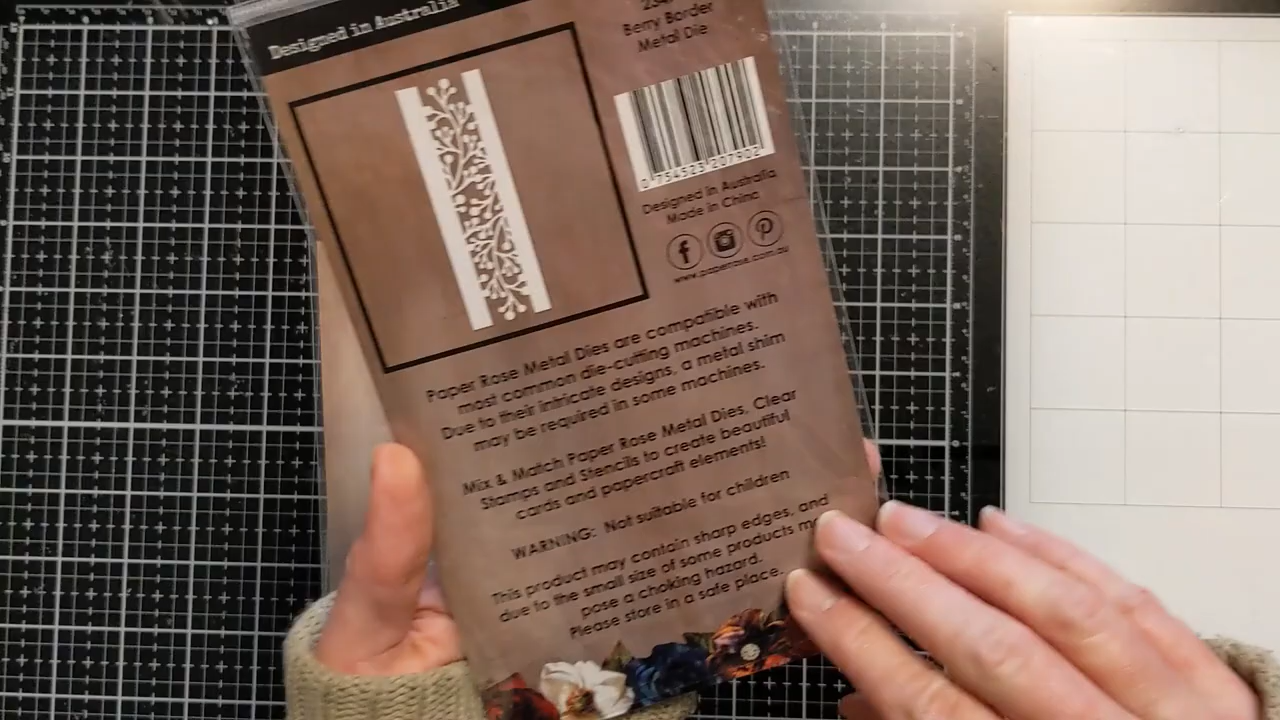 Designed in Australia
Berry Border
Metal Die
0 754523 207902
Designed in Australia
Made in China
www.paperrose.com.au
Paper Rose Metal Dies are compatible with
most common die-cutting machines.
Due to their intricate designs, a metal shim
may be required in some machines.
Mix & Match Paper Rose Metal Dies, Clear
Stamps and Stencils to create beautiful
cards and papercraft elements!
WARNING: Not suitable for children
This product may contain sharp edges, and
due to the small size of some products
pose a choking hazard.
Please store in a safe place.